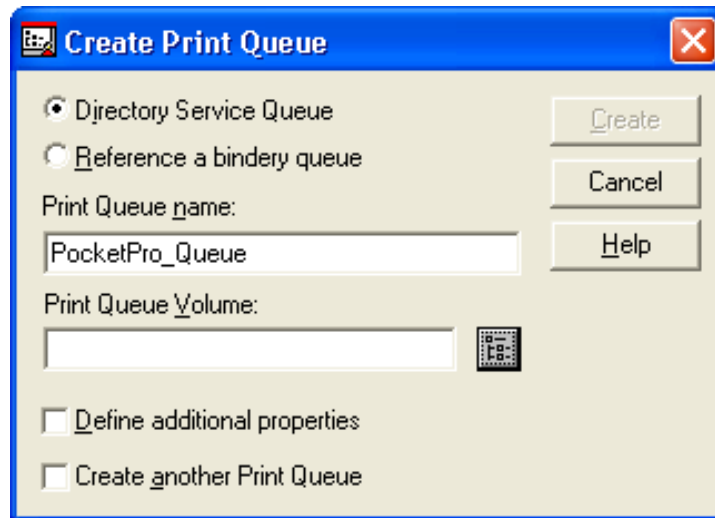 Create Print Queue
Directory Service Queue
Create
Reference a bindery queue
Cancel
Print Queue name:
PocketPro_Queue
Help
Print Queue Volume:
Define additional properties
Create another Print Queue